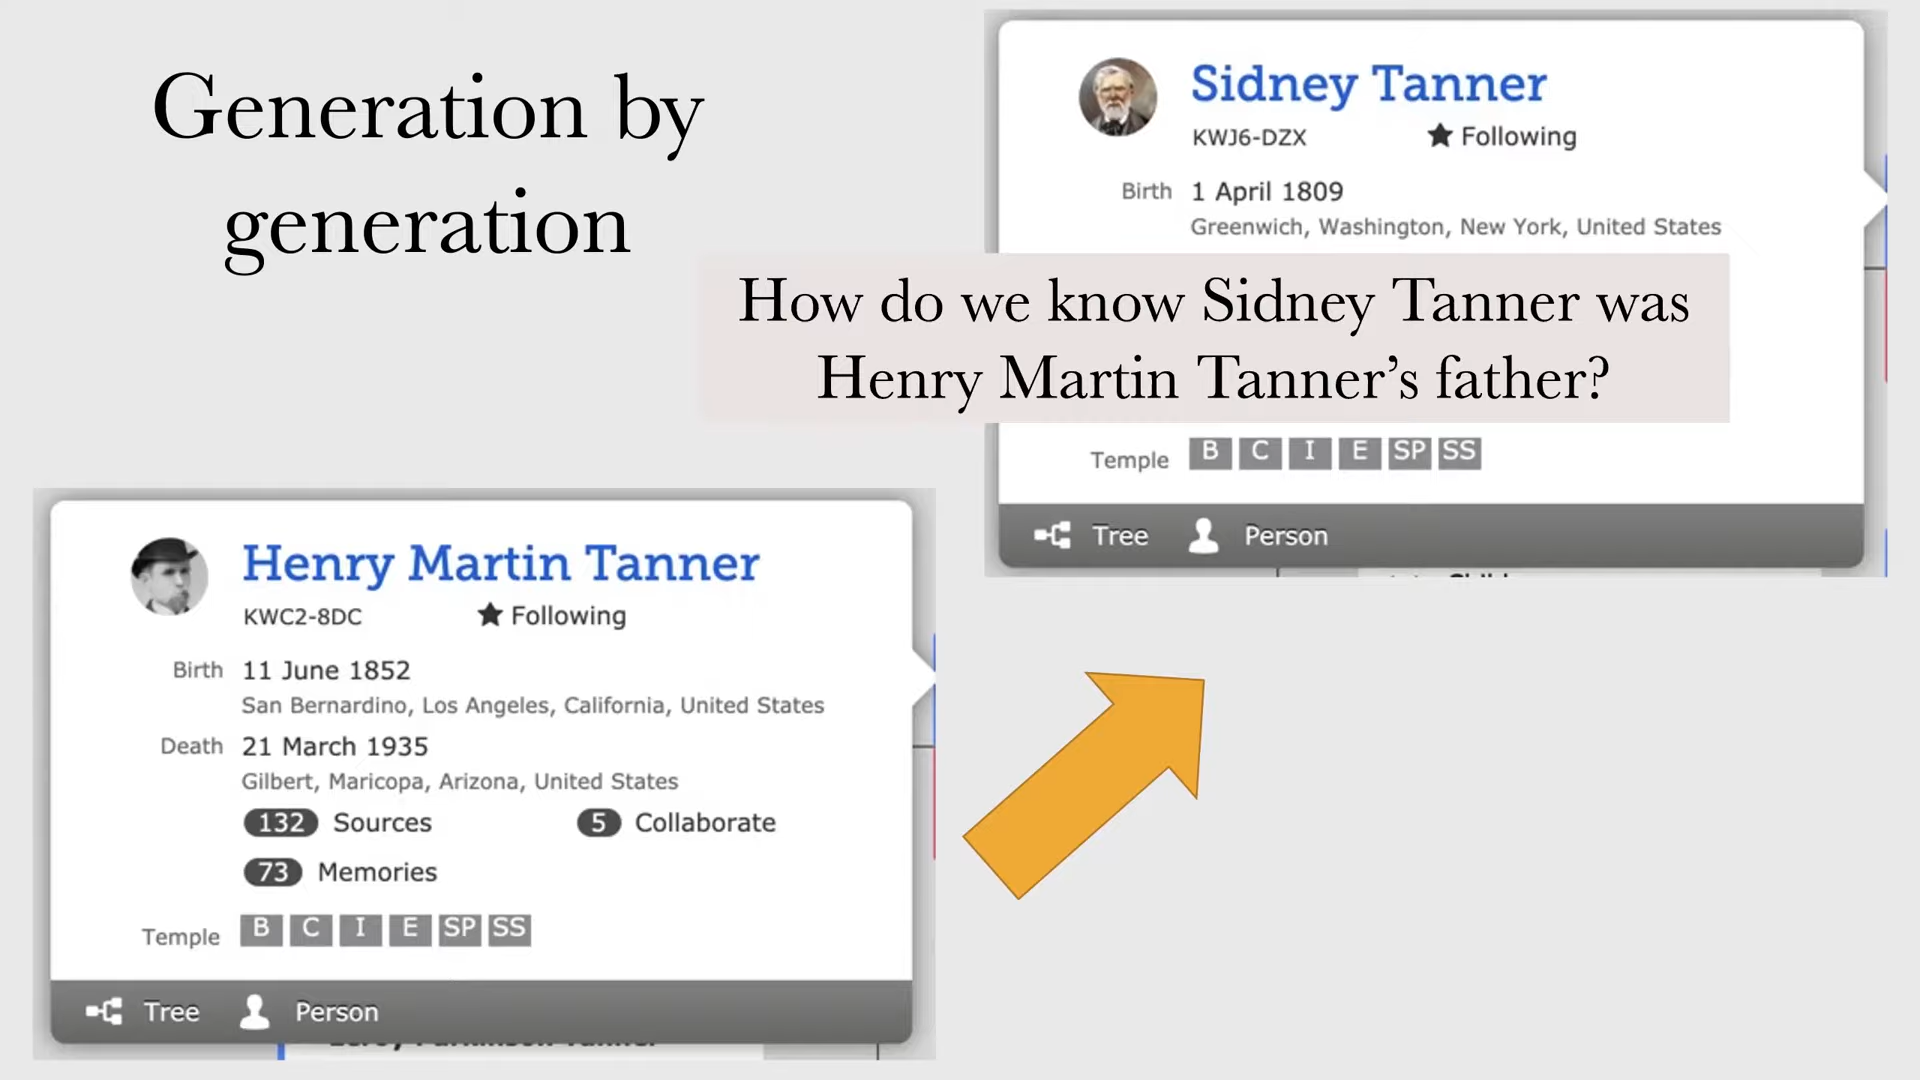 Generation by
generation
Sidney Tanner
KWJ6-DZX ★ Following
Birth 1 April 1809
Greenwich, Washington, New York, United States
How do we know Sidney Tanner was
Henry Martin Tanner’s father?
Temple B C I E SP SS
Tree Person
Henry Martin Tanner
KWC2-8DC ★ Following
Birth 11 June 1852
San Bernardino, Los Angeles, California, United States
Death 21 March 1935
Gilbert, Maricopa, Arizona, United States
132 Sources 5 Collaborate
73 Memories
Temple B C I E SP SS
Tree Person